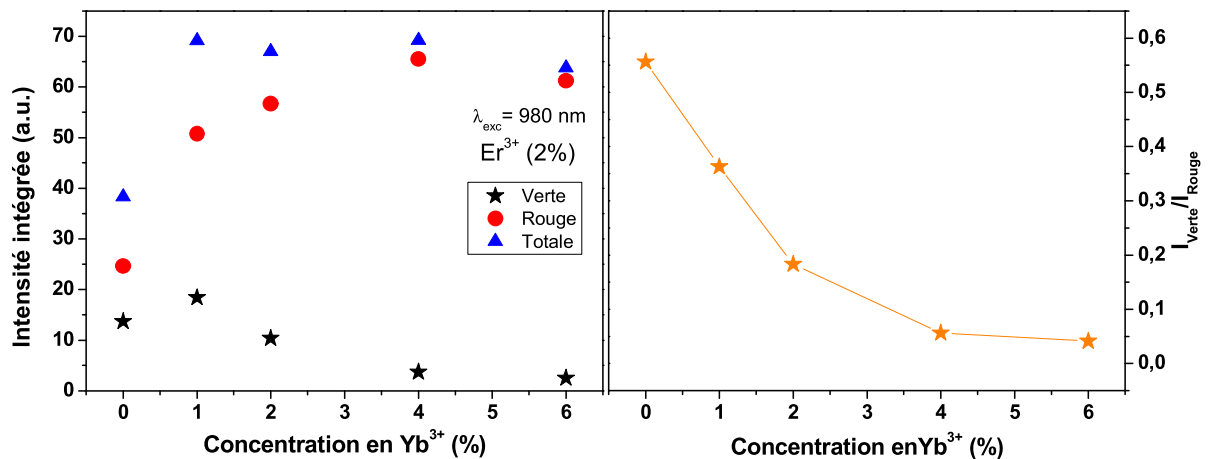 Intensité intégrée (a.u.)
70
60
50
40
30
20
10
0
λexc= 980 nm
Er³⁺ (2%)
Verte
Rouge
Totale
0 1 2 3 4 5 6
Concentration en Yb³⁺ (%)
0,6
0,5
0,4
0,3
0,2
0,1
0,0
IVerte/IRouge
0 1 2 3 4 5 6
Concentration enYb³⁺ (%)